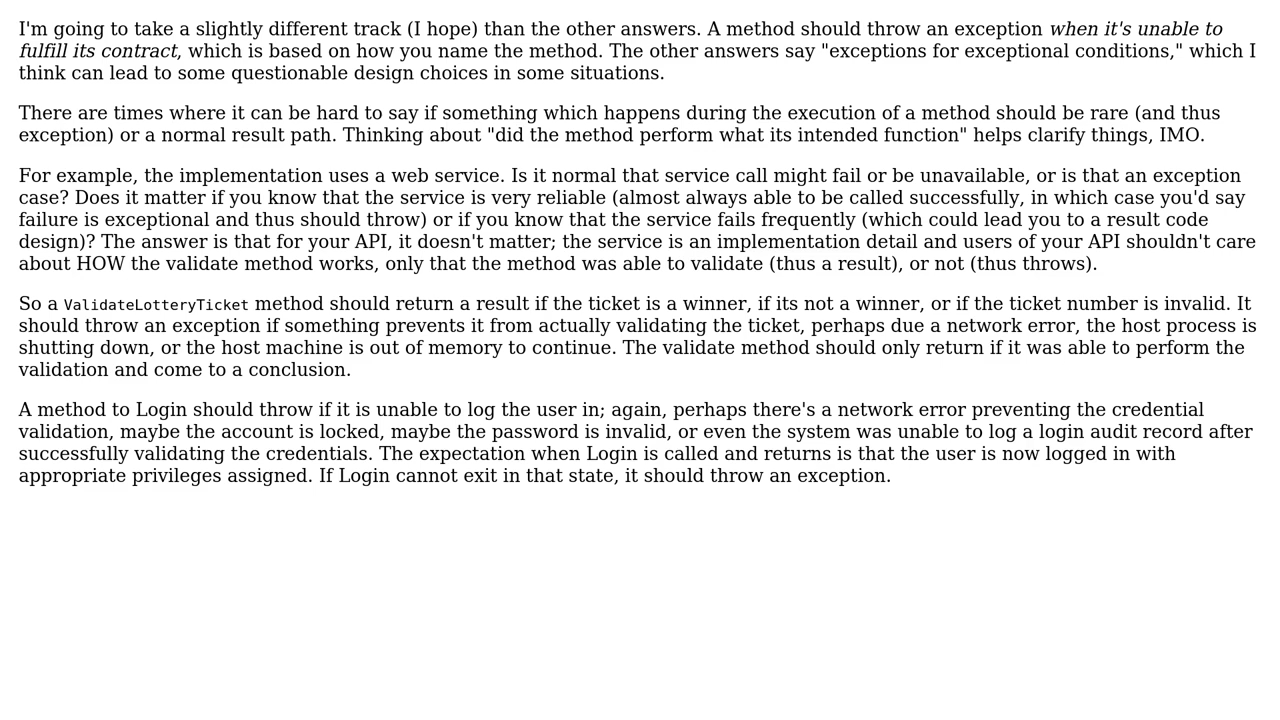 I'm going to take a slightly different track (I hope) than the other answers. A method should throw an exception when it's unable to
fulfill its contract, which is based on how you name the method. The other answers say "exceptions for exceptional conditions," which I
think can lead to some questionable design choices in some situations.
There are times where it can be hard to say if something which happens during the execution of a method should be rare (and thus
exception) or a normal result path. Thinking about "did the method perform what its intended function" helps clarify things, IMO.
For example, the implementation uses a web service. Is it normal that service call might fail or be unavailable, or is that an exception
case? Does it matter if you know that the service is very reliable (almost always able to be called successfully, in which case you'd say
failure is exceptional and thus should throw) or if you know that the service fails frequently (which could lead you to a result code
design)? The answer is that for your API, it doesn't matter; the service is an implementation detail and users of your API shouldn't care
about HOW the validate method works, only that the method was able to validate (thus a result), or not (thus throws).
So a ValidateLotteryTicket method should return a result if the ticket is a winner, if its not a winner, or if the ticket number is invalid. It
should throw an exception if something prevents it from actually validating the ticket, perhaps due a network error, the host process is
shutting down, or the host machine is out of memory to continue. The validate method should only return if it was able to perform the
validation and come to a conclusion.
A method to Login should throw if it is unable to log the user in; again, perhaps there's a network error preventing the credential
validation, maybe the account is locked, maybe the password is invalid, or even the system was unable to log a login audit record after
successfully validating the credentials. The expectation when Login is called and returns is that the user is now logged in with
appropriate privileges assigned. If Login cannot exit in that state, it should throw an exception.